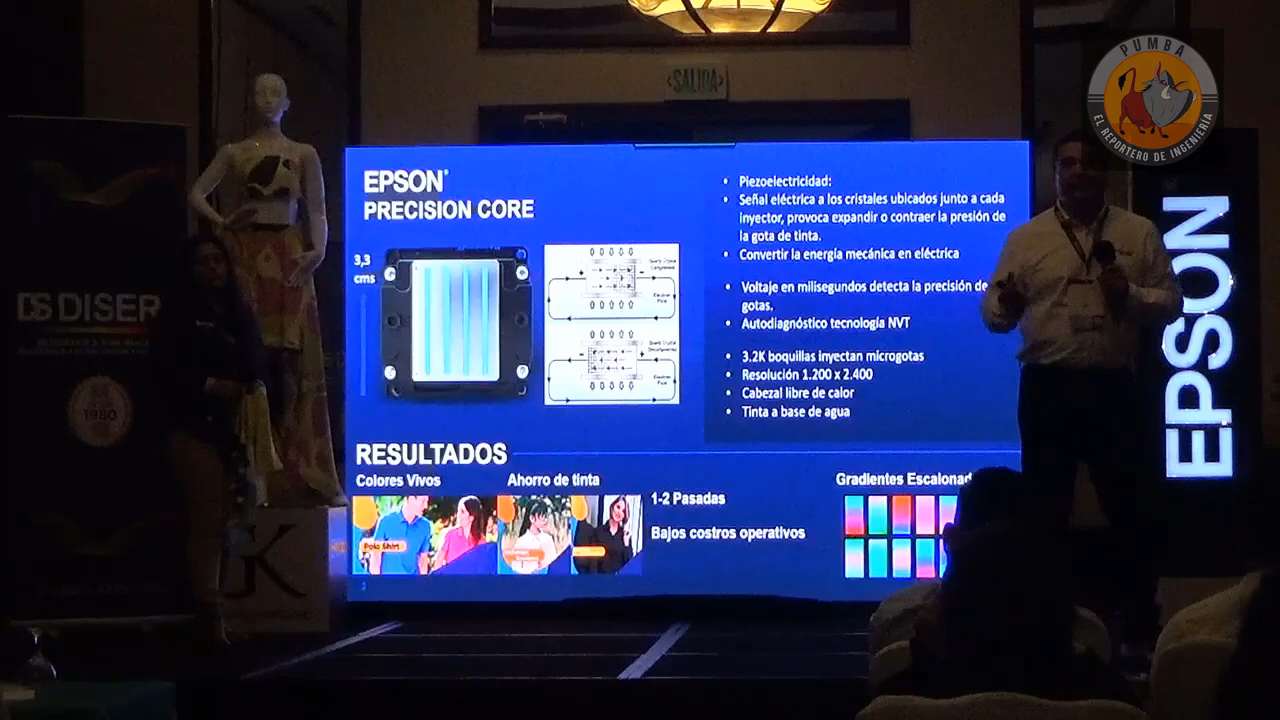 PUMBA
EL REPORTERO DE INGENIERÍA
SALIDA
EPSON
PRECISION CORE
3,3
cms
• Piezoelectricidad:
• Señal eléctrica a los cristales ubicados junto a cada
inyector, provoca expandir o contraer la presión de
la gota de tinta.
• Convertir la energía mecánica en eléctrica
• Voltaje en milisegundos detecta la precisión de
gotas.
• Autodiagnóstico tecnología NVT
• 3.2K boquillas inyectan microgotas
• Resolución 1.200 x 2.400
• Cabezal libre de calor
• Tinta a base de agua
RESULTADOS
Colores Vivos
Ahorro de tinta
1-2 Pasadas
Bajos costros operativos
Gradientes Escalonad
Polo Shirt
EPSON
DS DISER
1980
K